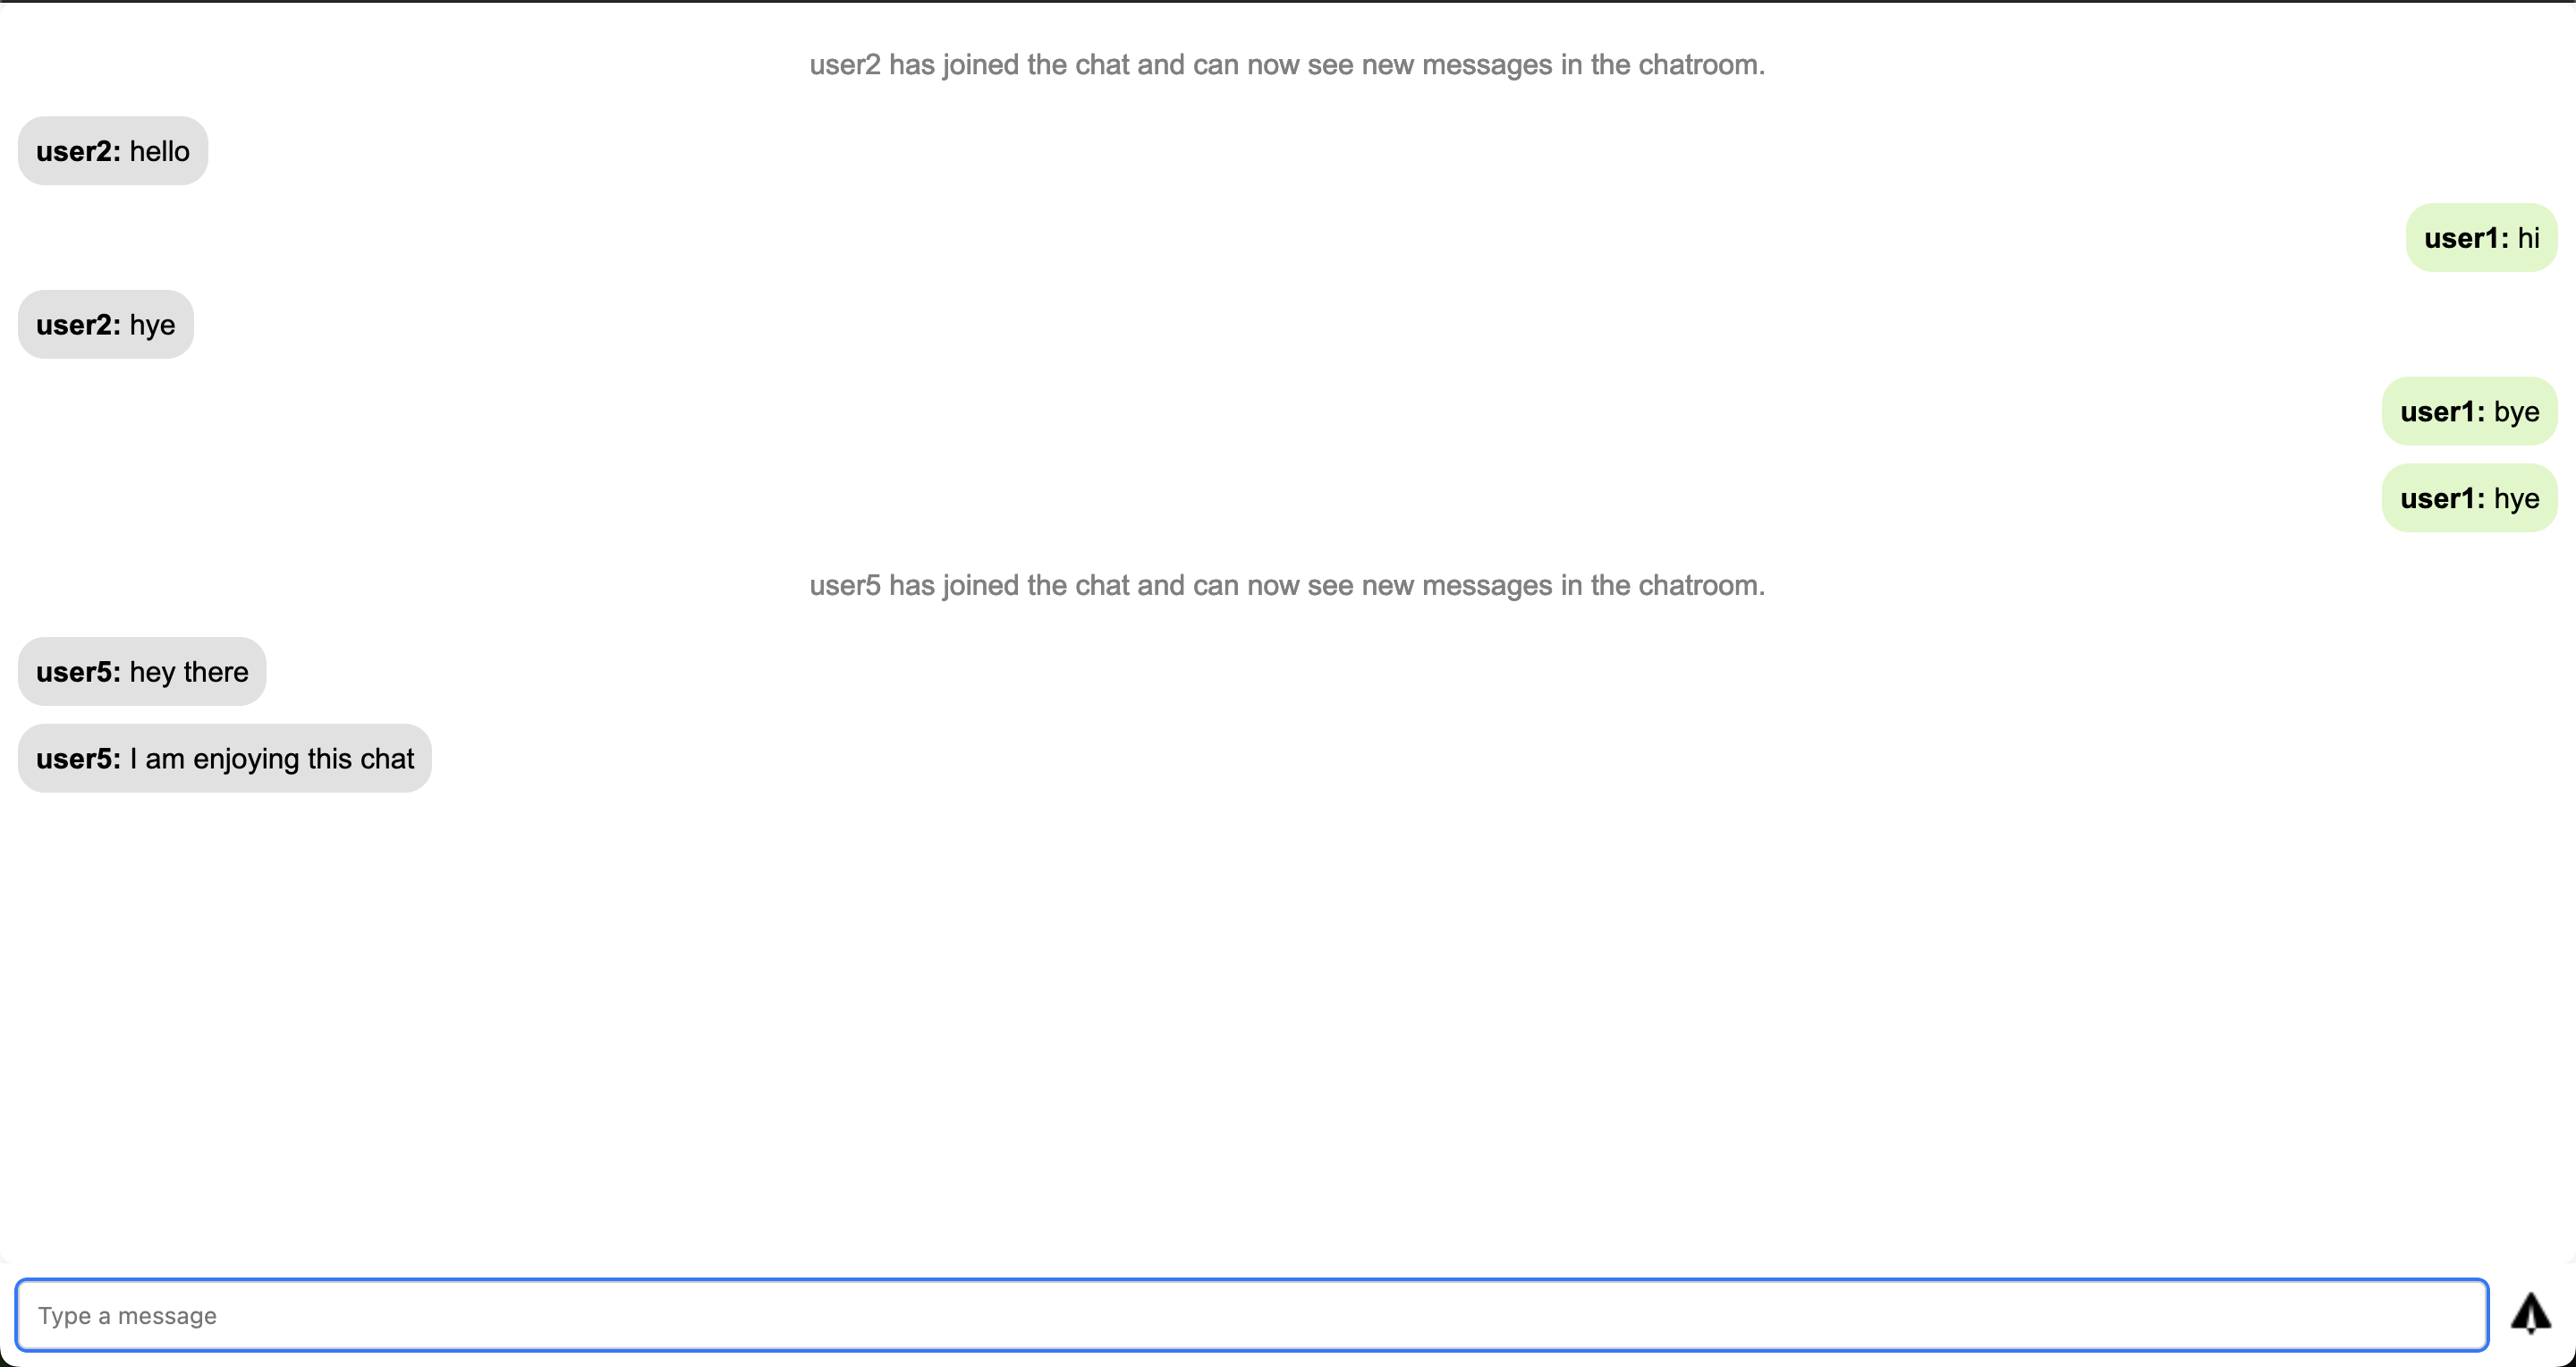 user2 has joined the chat and can now see new messages in the chatroom.
user2: hello
user1: hi
user2: hye
user1: bye
user1: hye
user5 has joined the chat and can now see new messages in the chatroom.
user5: hey there
user5: I am enjoying this chat
Type a message